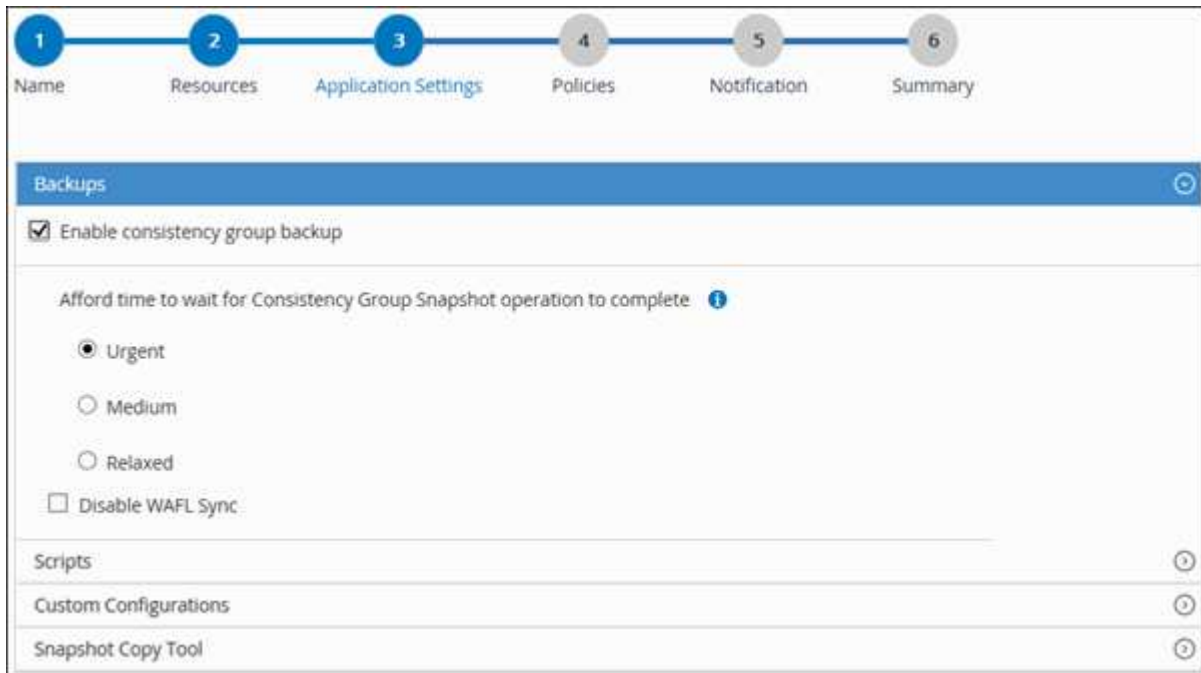 1 2 3 4 5 6
Name Resources Application Settings Policies Notification Summary
Backups
Enable consistency group backup
Afford time to wait for Consistency Group Snapshot operation to complete
Urgent
Medium
Relaxed
Disable WAFL Sync
Scripts
Custom Configurations
Snapshot Copy Tool